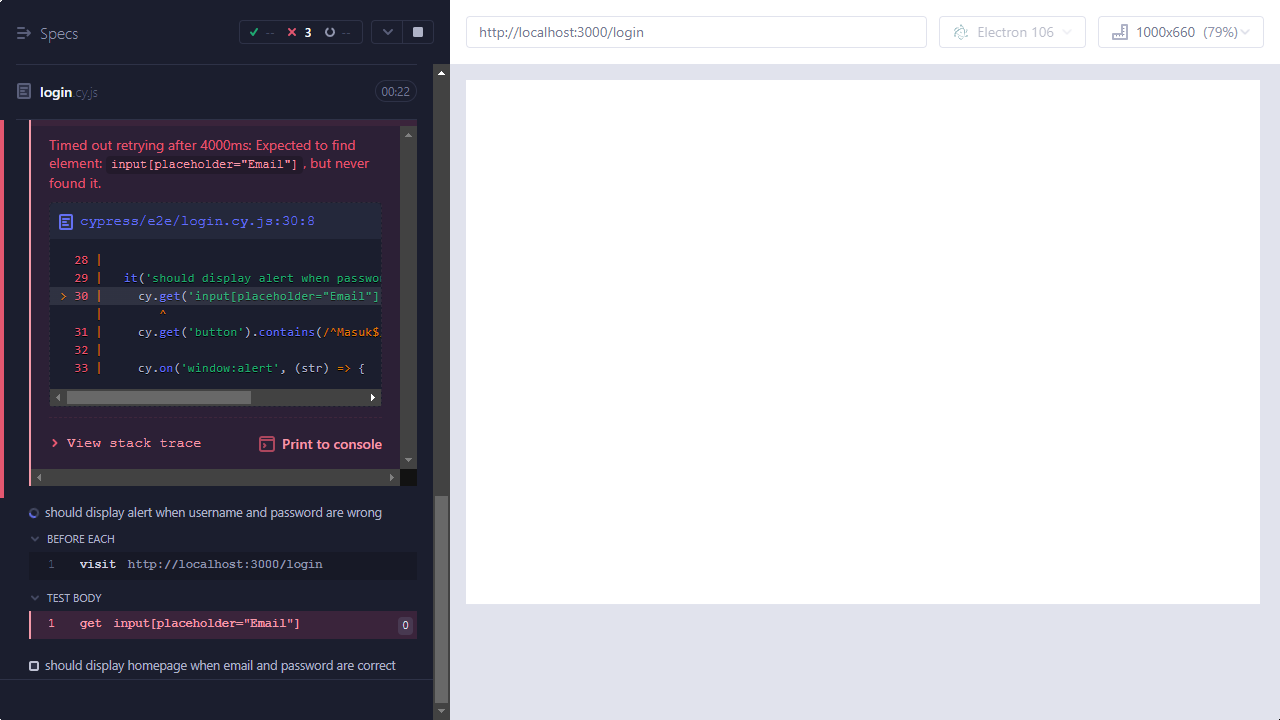 Specs
-- 3 --
http://localhost:3000/login
Electron 106
1000x660 (79%)
login.cy.js
00:22
Timed out retrying after 4000ms: Expected to find
element: input[placeholder="Email"] , but never
found it.
cypress/e2e/login.cy.js:30:8
28 |
29 | it('should display alert when passwo
> 30 | cy.get('input[placeholder="Email"]
| ^
31 | cy.get('button').contains(/^Masuk$
32 |
33 | cy.on('window:alert', (str) => {
View stack trace
Print to console
should display alert when username and password are wrong
BEFORE EACH
1 visit http://localhost:3000/login
TEST BODY
1 get input[placeholder="Email"] 0
should display homepage when email and password are correct